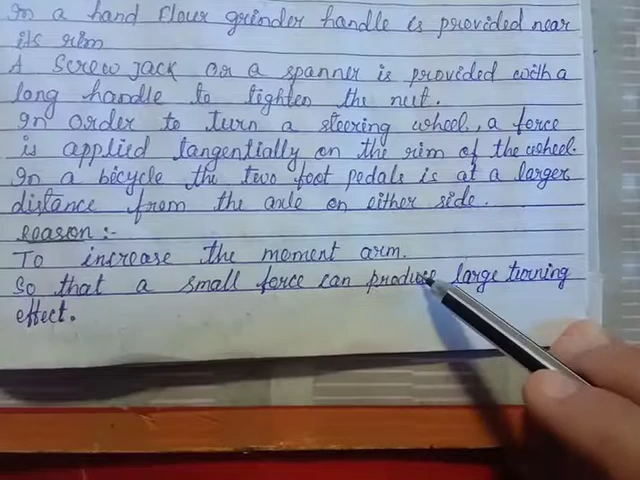 In a hand flour grinder handle is provided near
its rim
A screw jack or a spanner is provided with a
long handle to tighten the nut.
In order to turn a steering wheel, a force
is applied tangentially on the rim of the wheel.
In a bicycle the two foot pedals is at a larger
distance from the axle on either side.
Reason :-
To increase the moment arm.
So that a small force can produce large turning
effect.